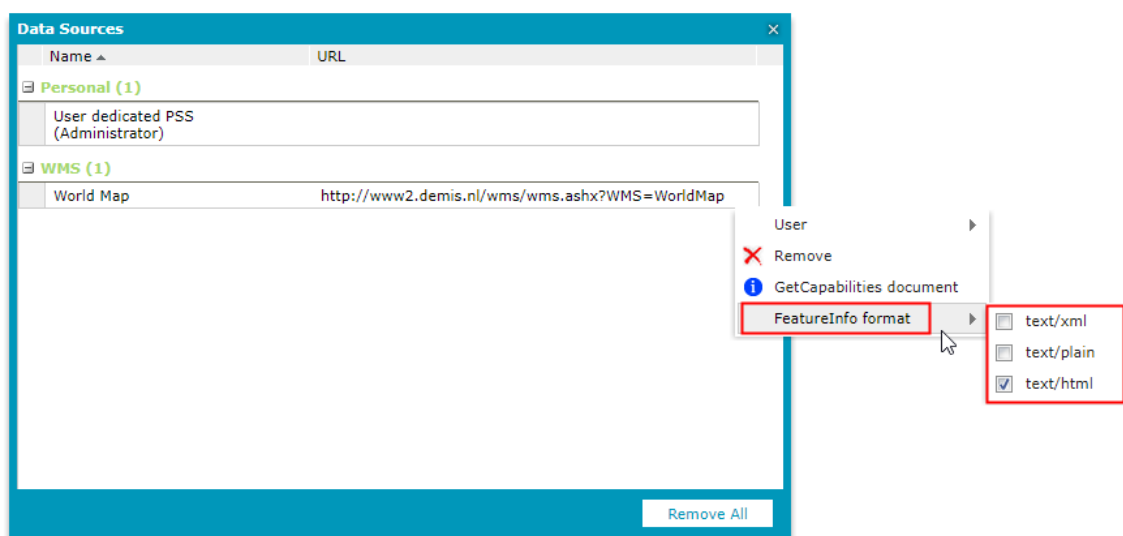 Data Sources
Name URL
Personal (1)
User dedicated PSS
(Administrator)
WMS (1)
World Map http://www2.demis.nl/wms/wms.ashx?WMS=WorldMap
User
Remove
GetCapabilities document
FeatureInfo format
text/xml
text/plain
text/html
Remove All